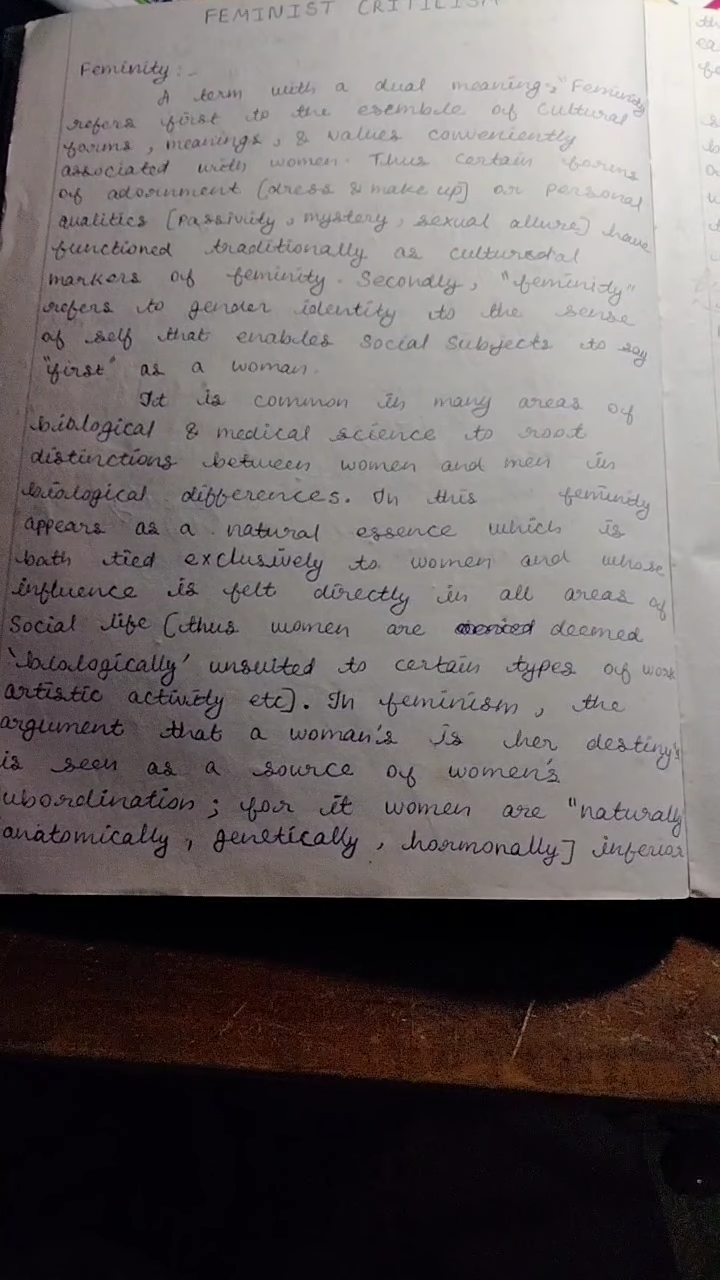 FEMINIST CRITICISM
Feminity :-
A term with a dual meaning, "Feminity
refers first to the esemble of cultural
forms, meanings, & values conveniently
associated with women. Thus certain forms
of adornment [dress & make up] or personal
qualities [passivity, mystery, sexual allure] have
functioned traditionally as cultural
markers of feminity. Secondly, "feminity"
refers to gender identity to the sense
of self that enables social subjects to say
"first" as a woman.
It is common in many areas of
biological & medical science to root
distinctions between women and men in
biological differences. In this feminity
appears as a natural essence which is
both tied exclusively to women and whose
influence is felt directly in all areas of
social life [thus women are deemed
'biologically' unsuited to certain types of work
artistic activity etc]. In feminism, the
argument that a woman's is her destiny's
is seen as a source of women's
ubordination; for it women are "naturally
anatomically, genetically, hormonally] inferior